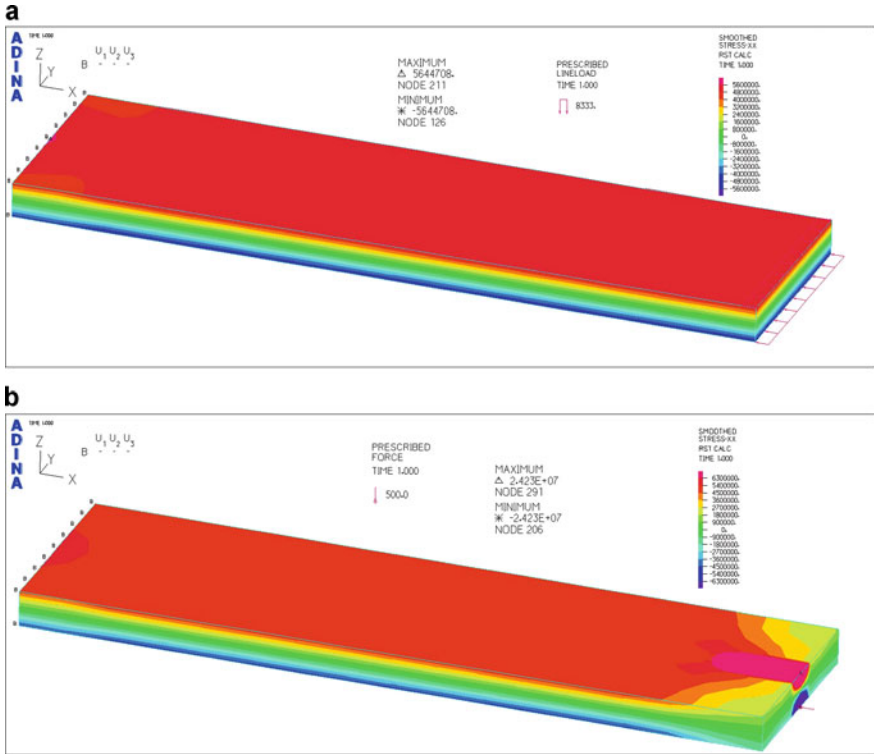 a
ADINA
TIME 1.000
Z
Y
X
U1 U2 U3
B - - -
MAXIMUM
△ 5644708.
NODE 211
MINIMUM
* -5644708.
NODE 126
PRESCRIBED
LINELOAD
TIME 1.000
8333.
SMOOTHED
STRESS-XX
RST CALC
TIME 1.000
5600000.
4800000.
4000000.
3200000.
2400000.
1600000.
800000.
0.
-800000.
-1600000.
-2400000.
-3200000.
-4000000.
-4800000.
-5600000.
b
ADINA
TIME 1.000
Z
Y
X
U1 U2 U3
B - - -
PRESCRIBED
FORCE
TIME 1.000
500.0
MAXIMUM
△ 2.423E+07
NODE 291
MINIMUM
* -2.423E+07
NODE 206
SMOOTHED
STRESS-XX
RST CALC
TIME 1.000
6300000.
5400000.
4500000.
3600000.
2700000.
1800000.
900000.
0.
-900000.
-1800000.
-2700000.
-3600000.
-4500000.
-5400000.
-6300000.